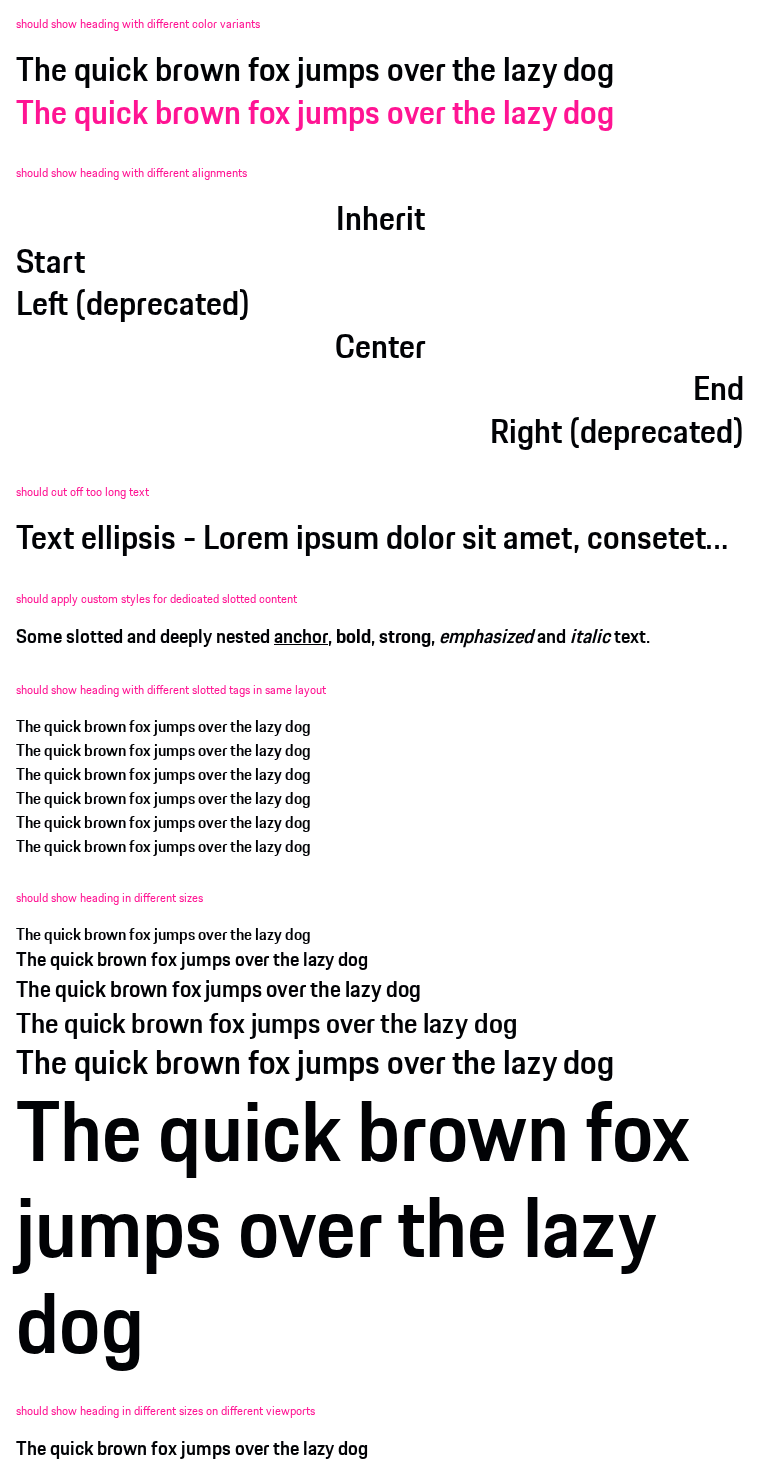 should show heading with different color variants
The quick brown fox jumps over the lazy dog
The quick brown fox jumps over the lazy dog
should show heading with different alignments
Inherit
Start
Left (deprecated)
Center
End
Right (deprecated)
should cut off too long text
Text ellipsis - Lorem ipsum dolor sit amet, consetet...
should apply custom styles for dedicated slotted content
Some slotted and deeply nested anchor, bold, strong, emphasized and italic text.
should show heading with different slotted tags in same layout
The quick brown fox jumps over the lazy dog
The quick brown fox jumps over the lazy dog
The quick brown fox jumps over the lazy dog
The quick brown fox jumps over the lazy dog
The quick brown fox jumps over the lazy dog
The quick brown fox jumps over the lazy dog
should show heading in different sizes
The quick brown fox jumps over the lazy dog
The quick brown fox jumps over the lazy dog
The quick brown fox jumps over the lazy dog
The quick brown fox jumps over the lazy dog
The quick brown fox jumps over the lazy dog
The quick brown fox
jumps over the lazy
dog
should show heading in different sizes on different viewports
The quick brown fox jumps over the lazy dog